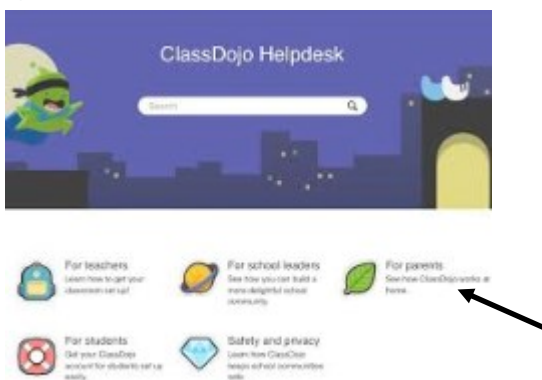 ClassDojo Helpdesk
Search
For teachers
Learn how to get your
classroom set up!
For school leaders
See how you can build a
more delightful school
community.
For parents
See how ClassDojo works at
home.
For students
Get your ClassDojo
account for students set up
easily.
Safety and privacy
Learn how ClassDojo
keeps school communities
safe.